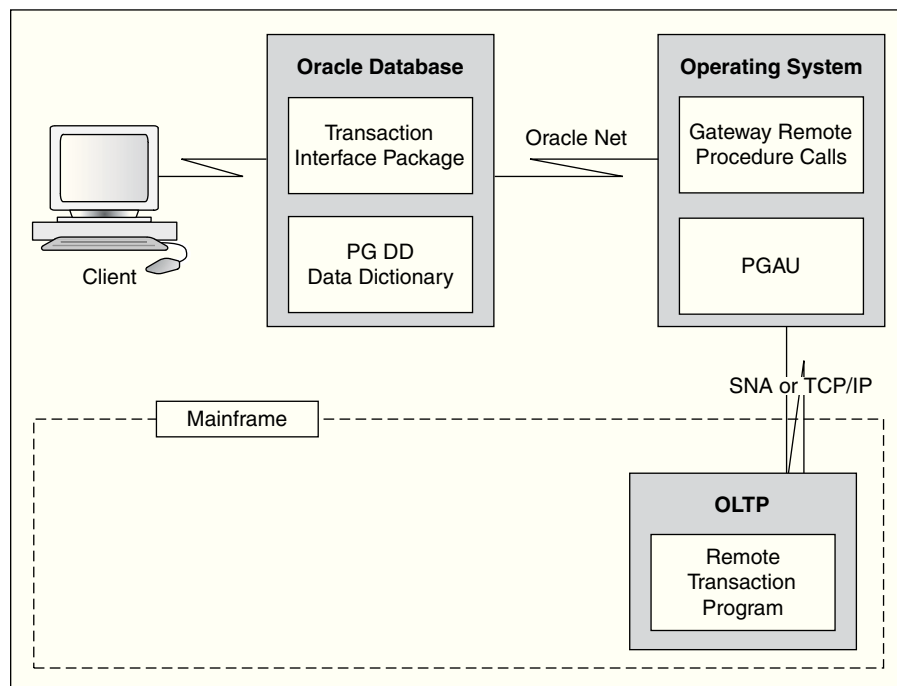 Oracle Database
Transaction
Interface Package
PG DD
Data Dictionary
Client
Oracle Net
Operating System
Gateway Remote
Procedure Calls
PGAU
SNA or TCP/IP
Mainframe
OLTP
Remote
Transaction
Program